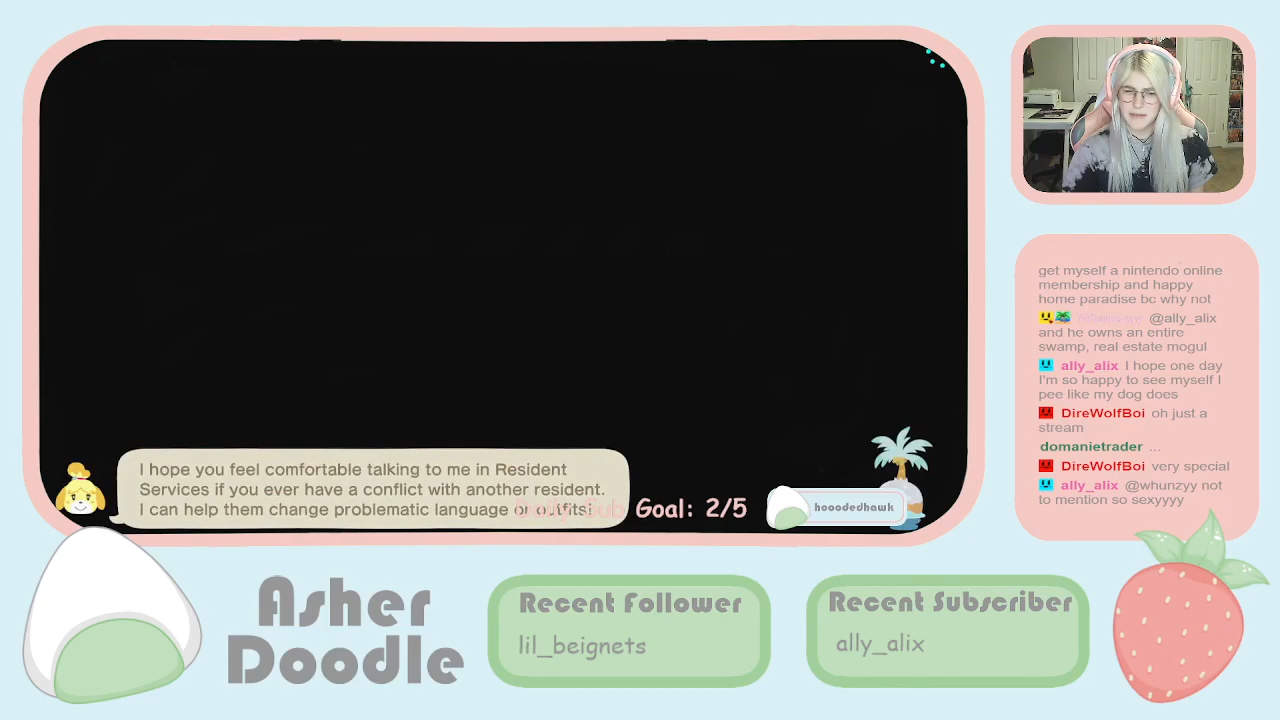 I hope you feel comfortable talking to me in Resident
Services if you ever have a conflict with another resident.
I can help them change problematic language or outfits!
Goal: 2/5
hooodedhawk
get myself a nintendo online
membership and happy
home paradise bc why not
@ally_alix
and he owns an entire
swamp, real estate mogul
ally_alix I hope one day
I'm so happy to see myself I
pee like my dog does
DireWolfBoi oh just a
stream
domanietrader ...
DireWolfBoi very special
ally_alix @whunzyy not
to mention so sexyyyy
Asher
Doodle
Recent Follower
lil_beignets
Recent Subscriber
ally_alix